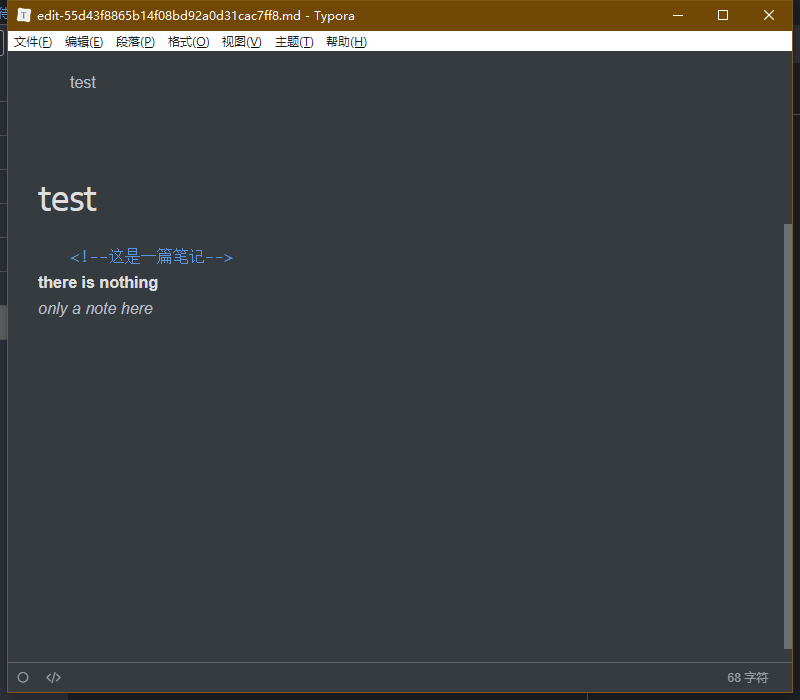 edit-55d43f8865b14f08bd92a0d31cac7ff8.md - Typora
文件(F) 编辑(E) 段落(P) 格式(O) 视图(V) 主题(T) 帮助(H)
test
test
<!--这是一篇笔记-->
there is nothing
only a note here
</> 68 字符